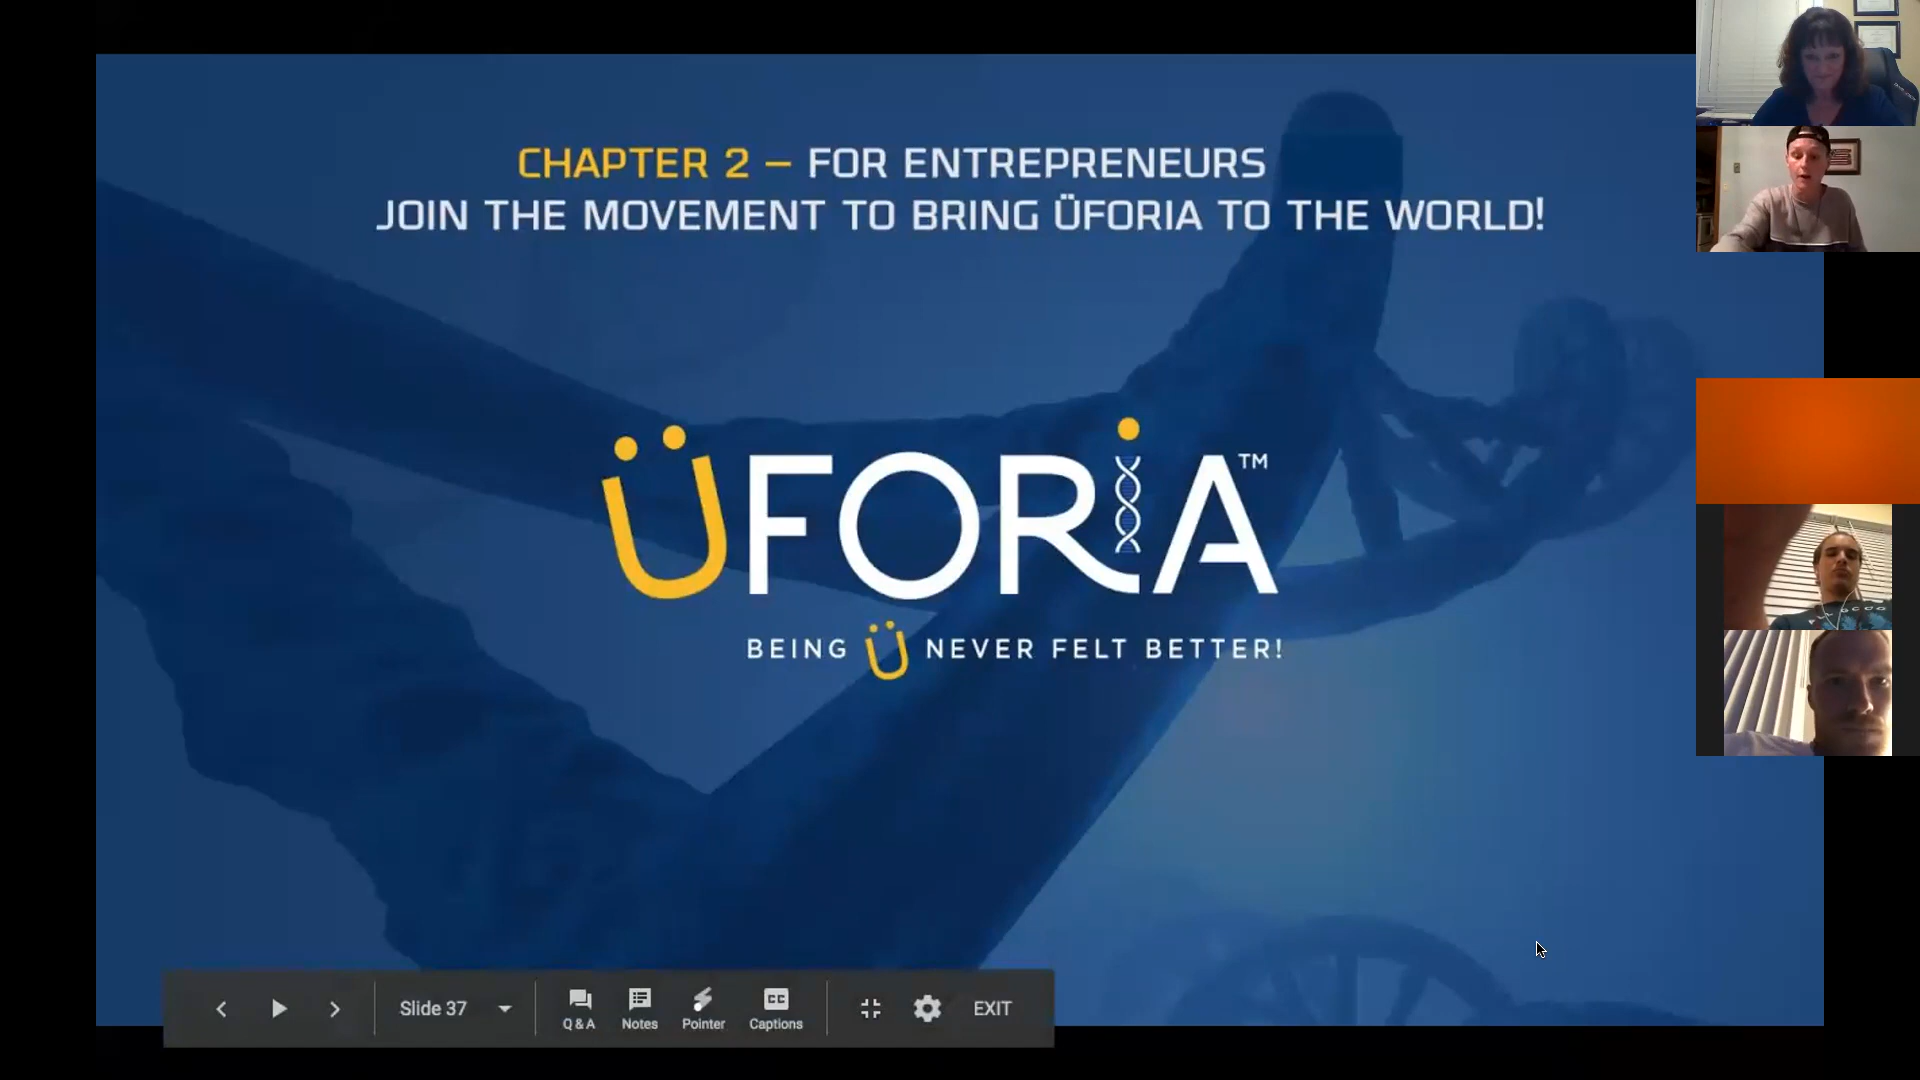 CHAPTER 2 – FOR ENTREPRENEURS
JOIN THE MOVEMENT TO BRING ÜFORIA TO THE WORLD!
ÜFORiA™
BEING Ü NEVER FELT BETTER!
Slide 37
Q & A
Notes
Pointer
CC
Captions
EXIT